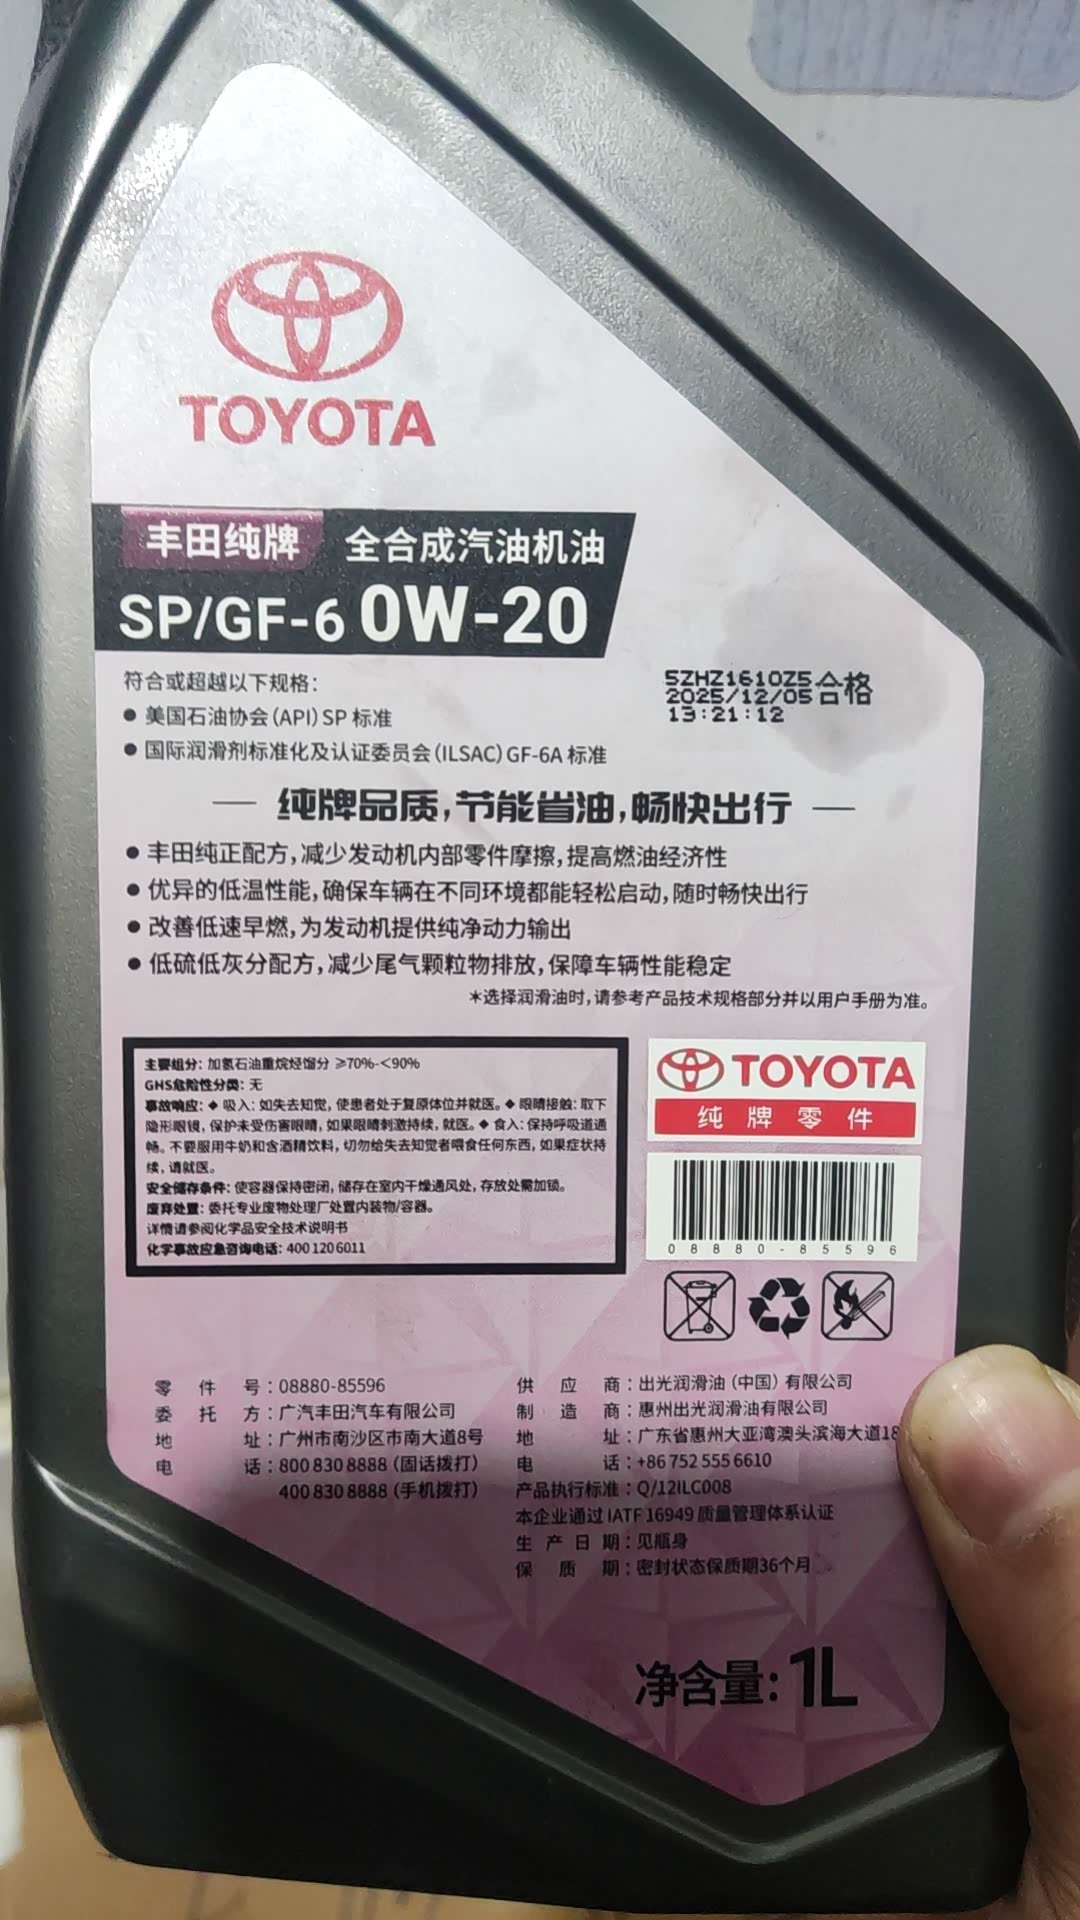 TOYOTA
丰田纯牌 全合成汽油机油
SP/GF-6 0W-20
符合或超越以下规格：
● 美国石油协会（API）SP 标准
● 国际润滑剂标准化及认证委员会（ILSAC）GF-6A 标准
SZHZ1610Z5
2025/12/05 合格
13:21:12
纯牌品质，节能省油，畅快出行
● 丰田纯正配方，减少发动机内部零件摩擦，提高燃油经济性
● 优异的低温性能，确保车辆在不同环境都能轻松启动，随时畅快出行
● 改善低速早燃，为发动机提供纯净动力输出
● 低硫低灰分配方，减少尾气颗粒物排放，保障车辆性能稳定
*选择润滑油时，请参考产品技术规格部分并以用户手册为准。
主要组分：加氢石油重烷烃馏分 ≥70%-＜90%
GHS危险性分类：无
事故响应：◆ 吸入：如失去知觉，使患者处于复原体位并就医。◆ 眼睛接触：取下
隐形眼镜，保护未受伤害眼睛，如果眼睛刺激持续，就医。◆ 食入：保持呼吸道通
畅。不要服用牛奶和含酒精饮料，切勿给失去知觉者喂食任何东西，如果症状持
续，请就医。
安全储存条件：使容器保持密闭，储存在室内干燥通风处，存放处需加锁。
废弃处置：委托专业废物处理厂处置内装物/容器。
详情请参阅化学品安全技术说明书
化学事故应急咨询电话：400 120 6011
TOYOTA
纯牌零件
08880-85596
零件号：08880-85596
委托方：广汽丰田汽车有限公司
地址：广州市南沙区市南大道8号
电话：800 830 8888（固话拨打）
400 830 8888（手机拨打）
供应商：出光润滑油（中国）有限公司
制造商：惠州出光润滑油有限公司
地址：广东省惠州大亚湾澳头滨海大道18
电话：+86 752 555 6610
产品执行标准：Q/12ILC008
本企业通过 IATF 16949 质量管理体系认证
生产日期：见瓶身
保质期：密封状态保质期36个月
净含量：1L